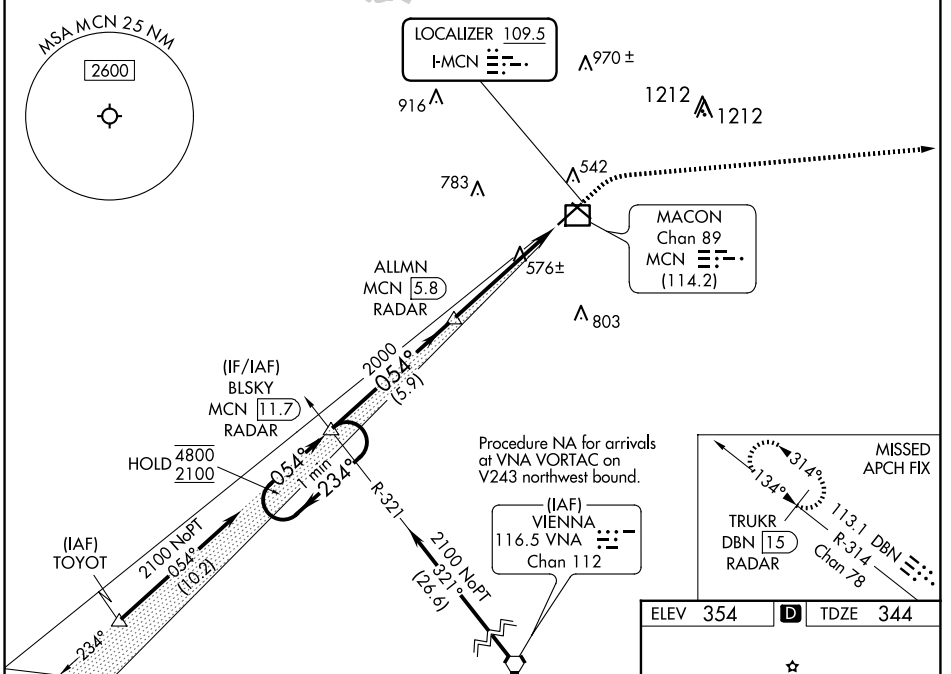 MSA MCN 25 NM
2600
LOCALIZER 109.5
I-MCN
970 ±
916
1212
1212
542
783
MACON
Chan 89
MCN
(114.2)
576±
ALLMN
MCN 5.8
RADAR
803
2000
054°
(5.9)
(IF/IAF)
BLSKY
MCN 11.7
RADAR
HOLD 4800
2100
054°
1 min
234°
Procedure NA for arrivals
at VNA VORTAC on
V243 northwest bound.
R-321
2100 NoPT
321°
(26.6)
(IAF)
VIENNA
116.5 VNA
Chan 112
(IAF)
TOYOT
2100 NoPT
054°
(10.2)
234°
MISSED
APCH FIX
314°
134°
TRUKR
DBN 15
RADAR
113.1 DBN
R-314
Chan 78
ELEV 354 D TDZE 344